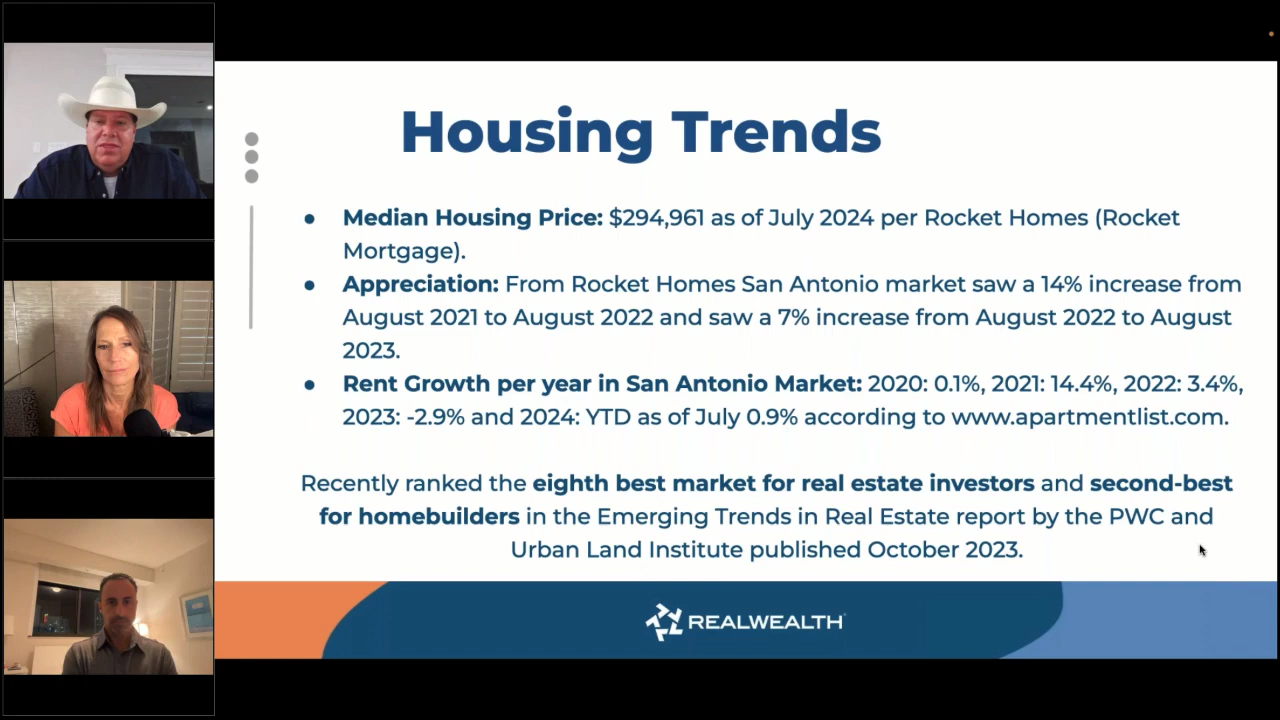 Housing Trends
● Median Housing Price: $294,961 as of July 2024 per Rocket Homes (Rocket
Mortgage).
● Appreciation: From Rocket Homes San Antonio market saw a 14% increase from
August 2021 to August 2022 and saw a 7% increase from August 2022 to August
2023.
● Rent Growth per year in San Antonio Market: 2020: 0.1%, 2021: 14.4%, 2022: 3.4%,
2023: -2.9% and 2024: YTD as of July 0.9% according to www.apartmentlist.com.
Recently ranked the eighth best market for real estate investors and second-best
for homebuilders in the Emerging Trends in Real Estate report by the PWC and
Urban Land Institute published October 2023.
REALWEALTH